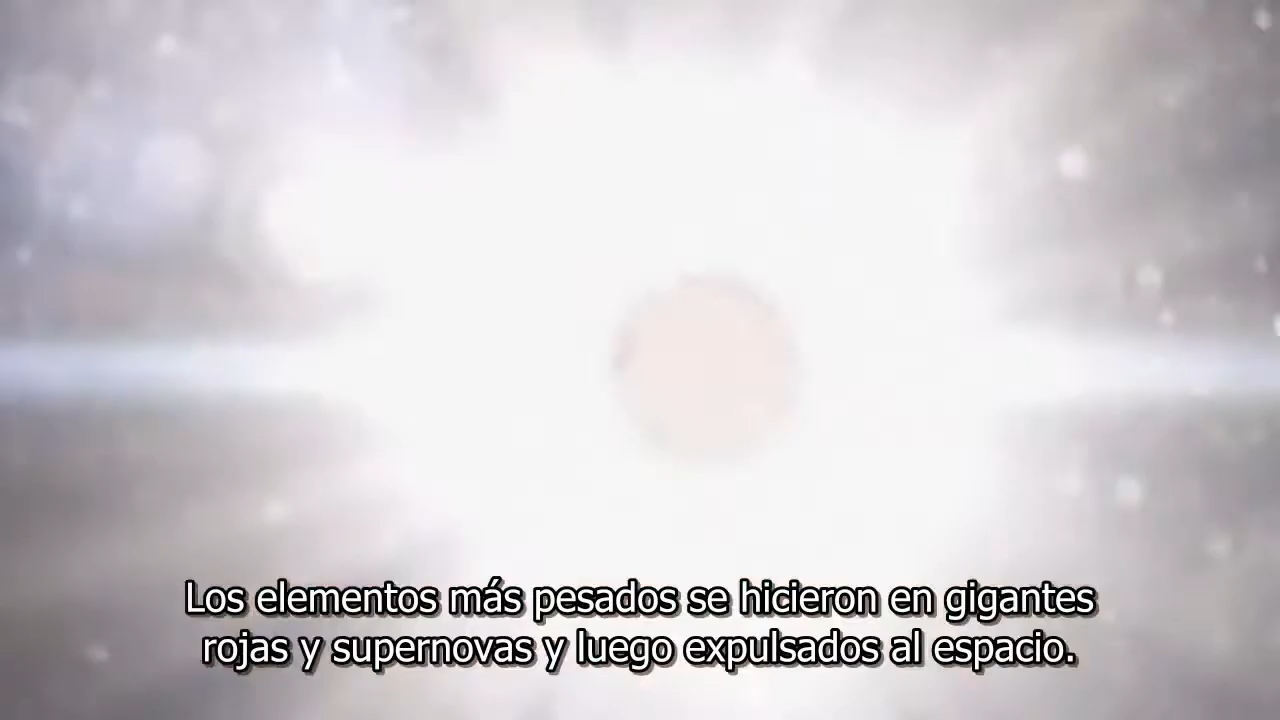 Los elementos más pesados se hicieron en gigantes
rojas y supernovas y luego expulsados al espacio.